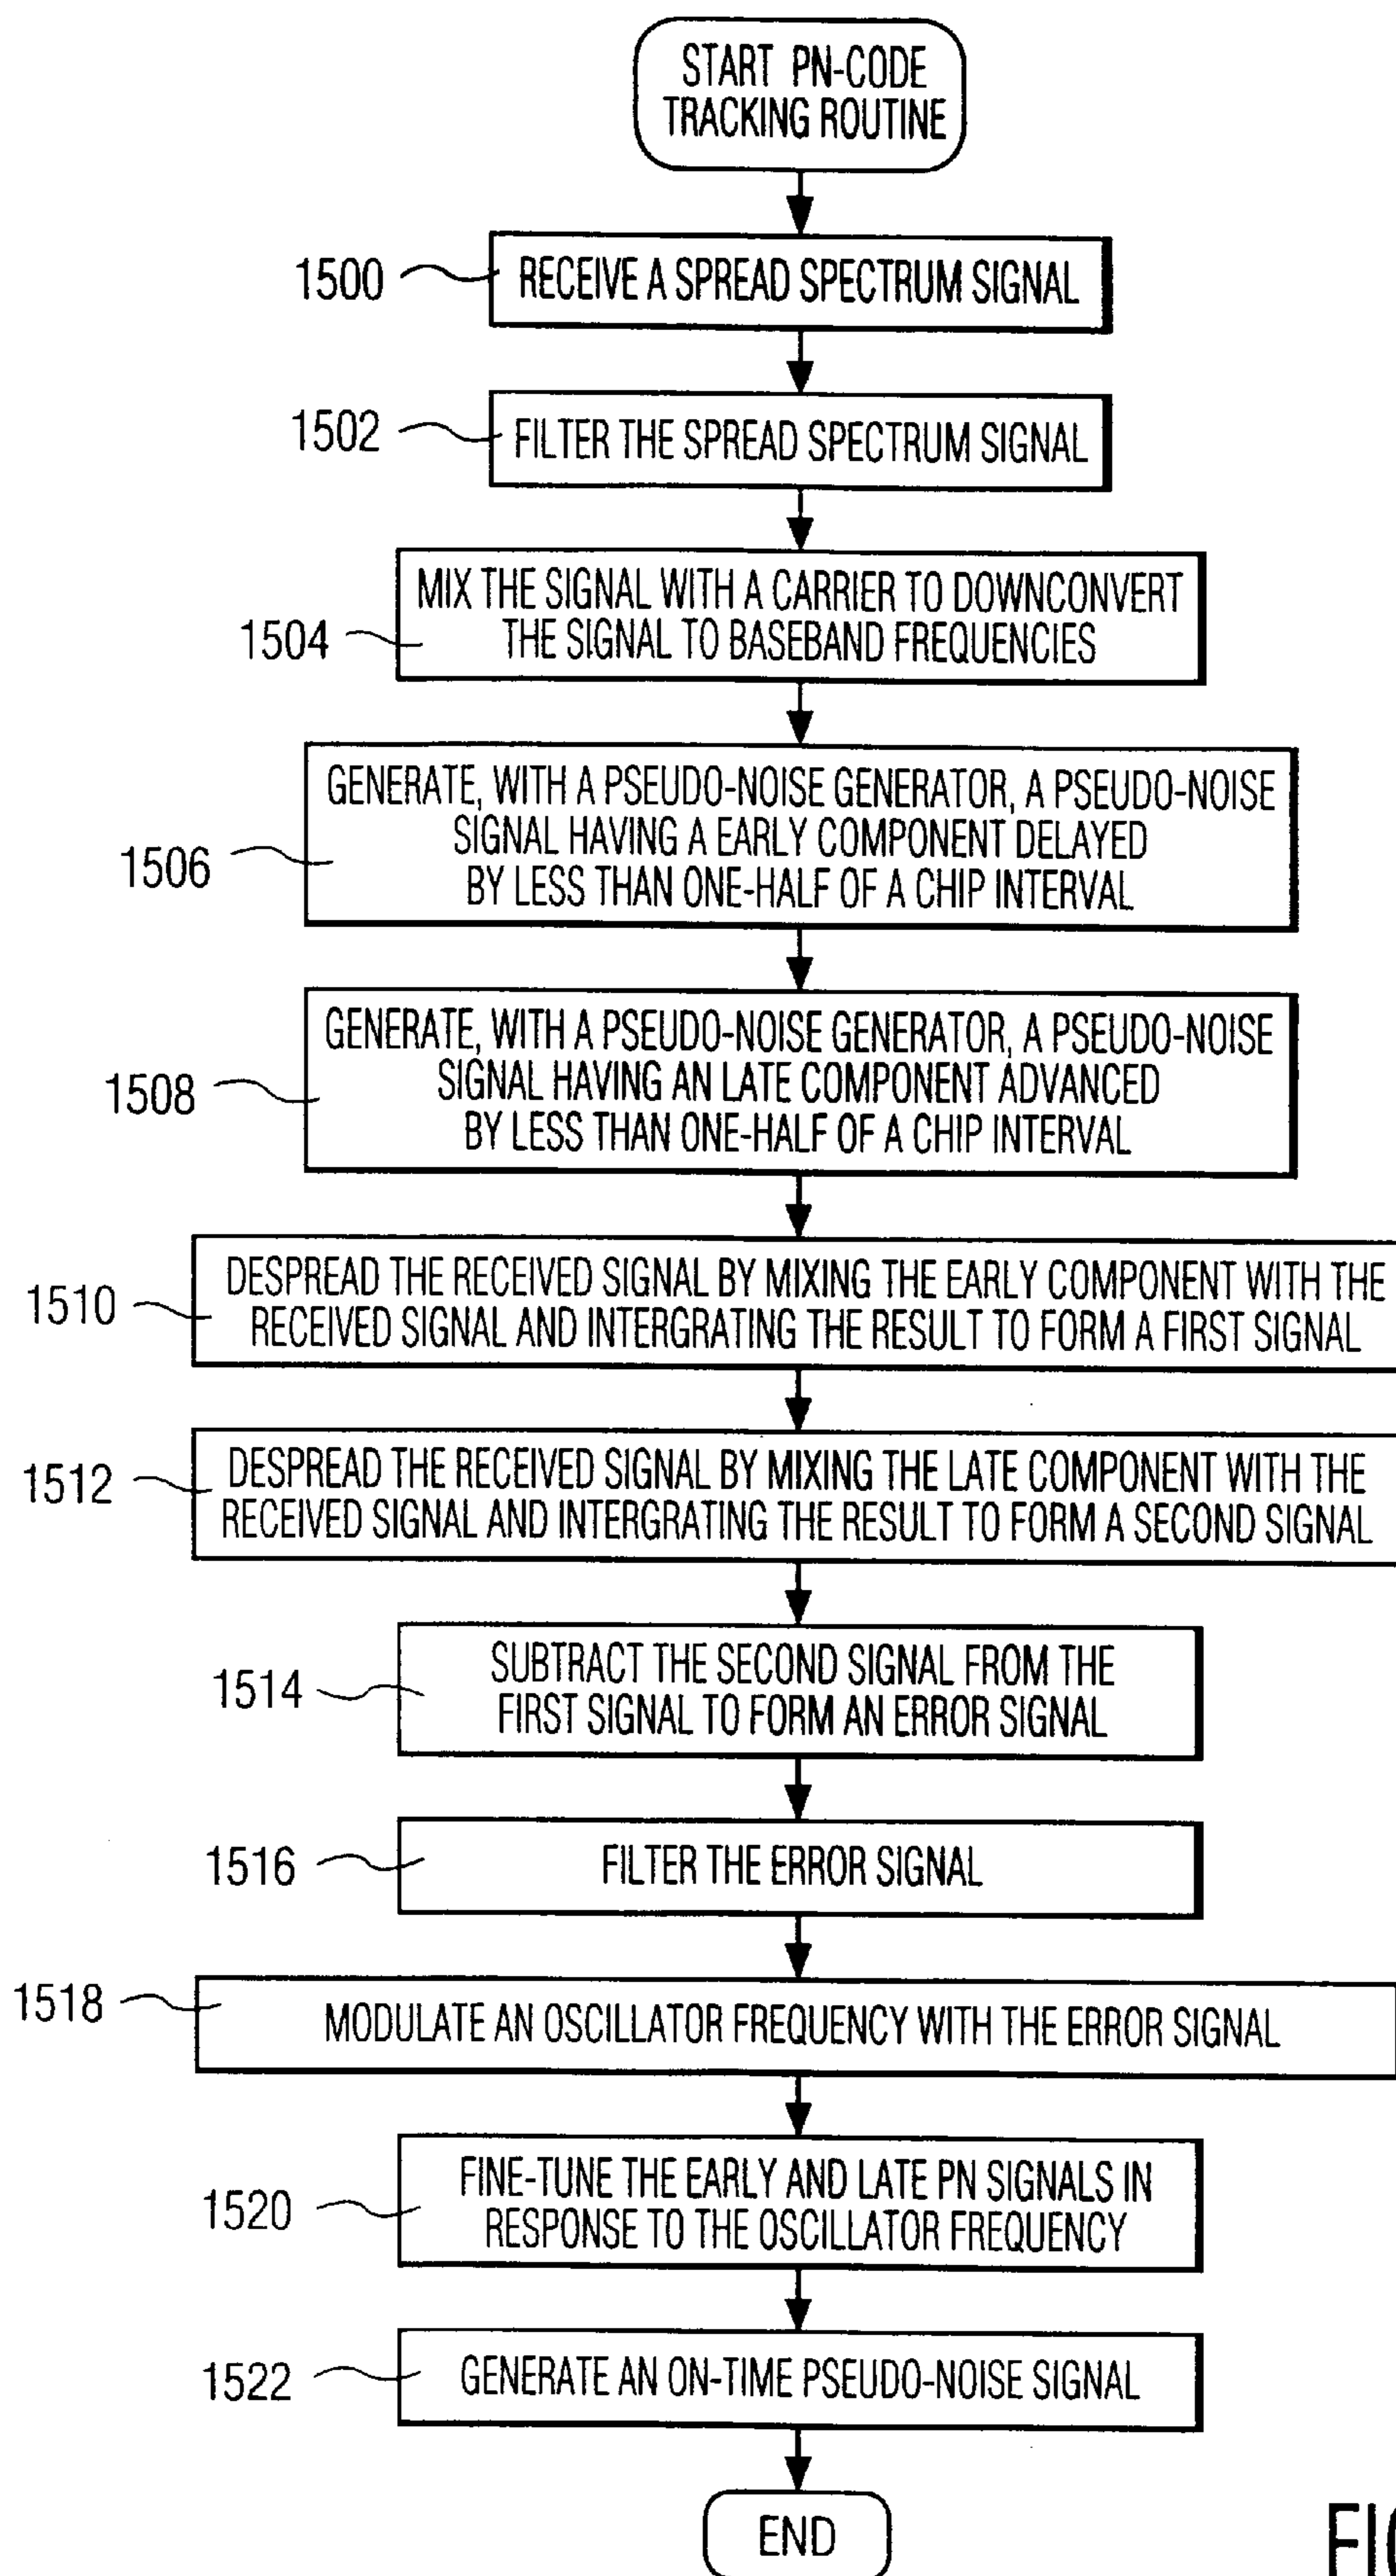 START PN-CODE
TRACKING ROUTINE
1500
RECEIVE A SPREAD SPECTRUM SIGNAL
1502
FILTER THE SPREAD SPECTRUM SIGNAL
1504
MIX THE SIGNAL WITH A CARRIER TO DOWNCONVERT
THE SIGNAL TO BASEBAND FREQUENCIES
1506
GENERATE, WITH A PSEUDO-NOISE GENERATOR, A PSEUDO-NOISE
SIGNAL HAVING A EARLY COMPONENT DELAYED
BY LESS THAN ONE-HALF OF A CHIP INTERVAL
1508
GENERATE, WITH A PSEUDO-NOISE GENERATOR, A PSEUDO-NOISE
SIGNAL HAVING AN LATE COMPONENT ADVANCED
BY LESS THAN ONE-HALF OF A CHIP INTERVAL
1510
DESPREAD THE RECEIVED SIGNAL BY MIXING THE EARLY COMPONENT WITH THE
RECEIVED SIGNAL AND INTERGRATING THE RESULT TO FORM A FIRST SIGNAL
1512
DESPREAD THE RECEIVED SIGNAL BY MIXING THE LATE COMPONENT WITH THE
RECEIVED SIGNAL AND INTERGRATING THE RESULT TO FORM A SECOND SIGNAL
1514
SUBTRACT THE SECOND SIGNAL FROM THE
FIRST SIGNAL TO FORM AN ERROR SIGNAL
1516
FILTER THE ERROR SIGNAL
1518
MODULATE AN OSCILLATOR FREQUENCY WITH THE ERROR SIGNAL
1520
FINE-TUNE THE EARLY AND LATE PN SIGNALS IN
RESPONSE TO THE OSCILLATOR FREQUENCY
1522
GENERATE AN ON-TIME PSEUDO-NOISE SIGNAL
END